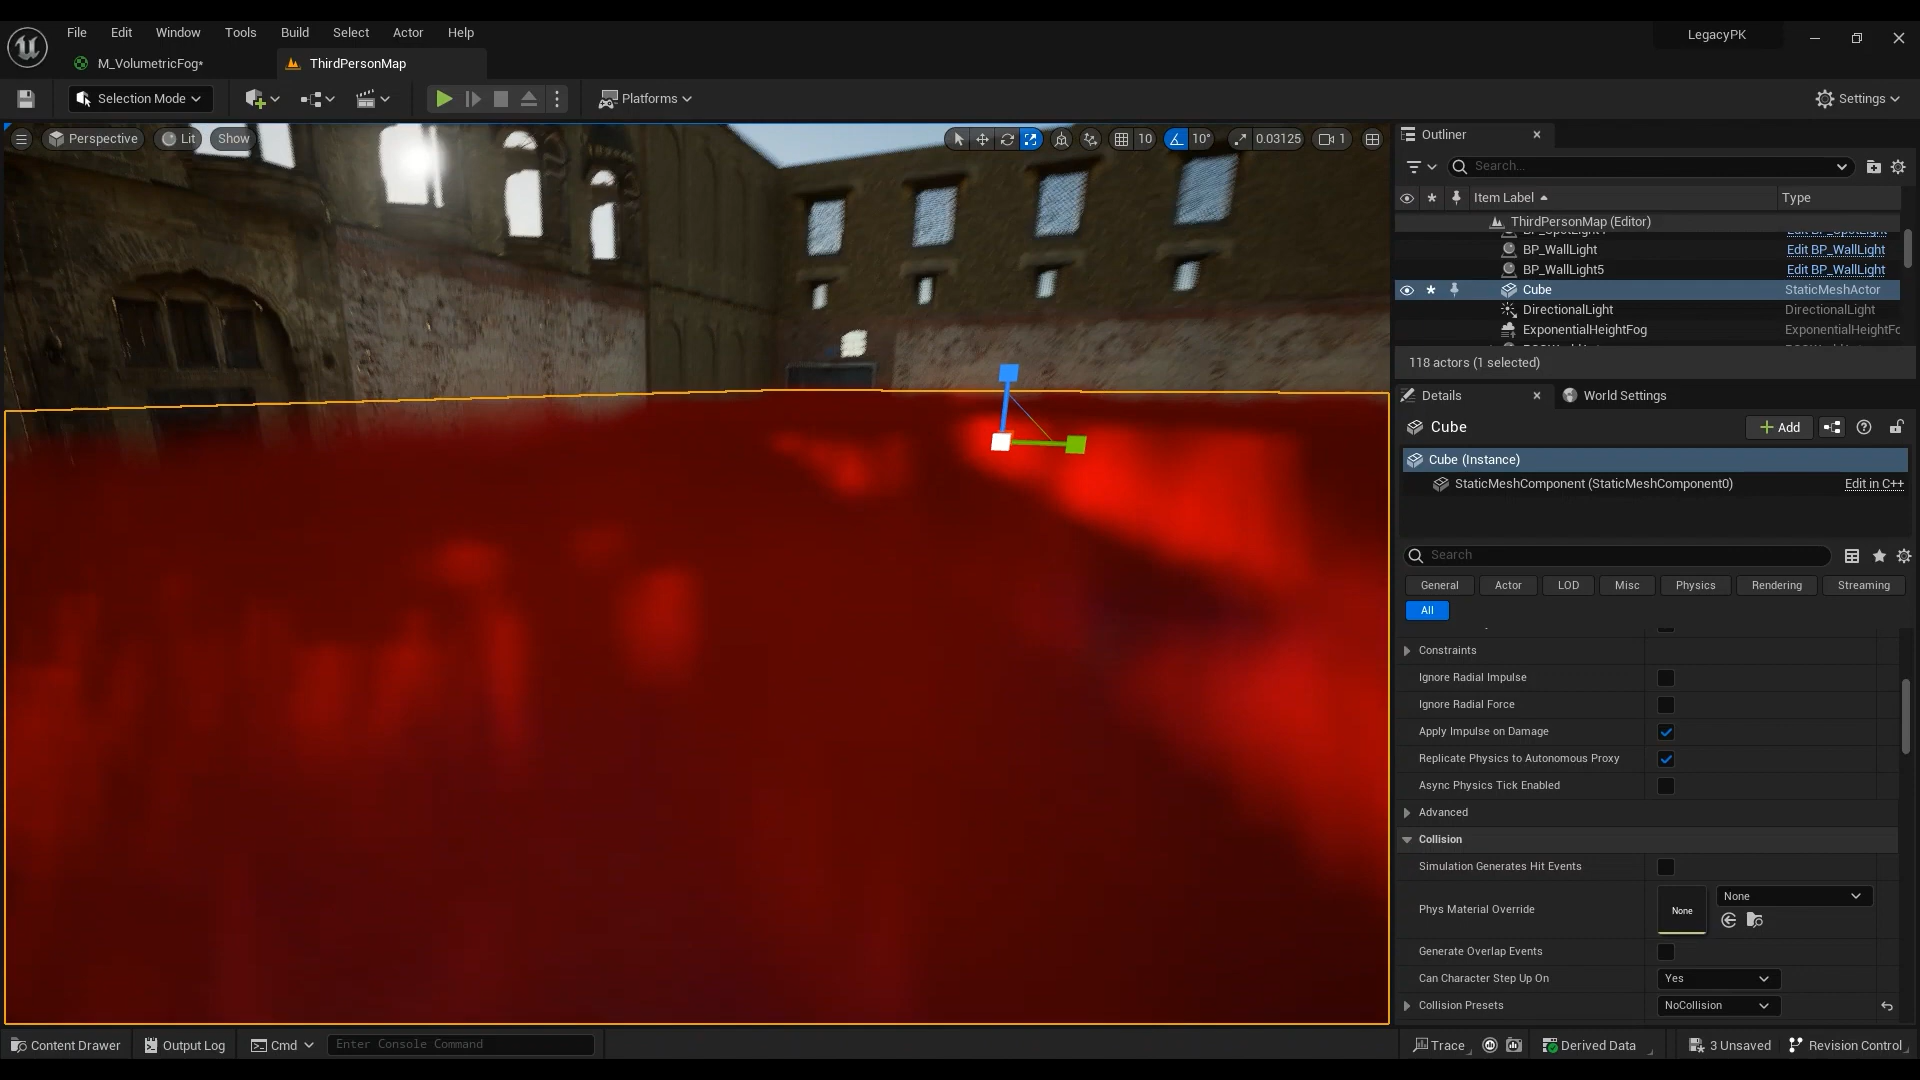 File Edit Window Tools Build Select Actor Help
LegacyPK
M_VolumetricFog*
ThirdPersonMap
Selection Mode
Platforms
Settings
Perspective
Lit
Show
10
10°
0.03125
1
Outliner
Search...
Item Label
Type
ThirdPersonMap (Editor)
BP_WallLight
Edit BP_WallLight
BP_WallLight5
Edit BP_WallLight
Cube
StaticMeshActor
DirectionalLight
DirectionalLight
ExponentialHeightFog
ExponentialHeightFo
118 actors (1 selected)
Details
World Settings
Cube
Add
Cube (Instance)
StaticMeshComponent (StaticMeshComponent0)
Edit in C++
Search
General
Actor
LOD
Misc
Physics
Rendering
Streaming
All
Constraints
Ignore Radial Impulse
Ignore Radial Force
Apply Impulse on Damage
Replicate Physics to Autonomous Proxy
Async Physics Tick Enabled
Advanced
Collision
Simulation Generates Hit Events
Phys Material Override
None
None
Generate Overlap Events
Can Character Step Up On
Yes
Collision Presets
NoCollision
Content Drawer
Output Log
Cmd
Enter Console Command
Trace
Derived Data
3 Unsaved
Revision Control